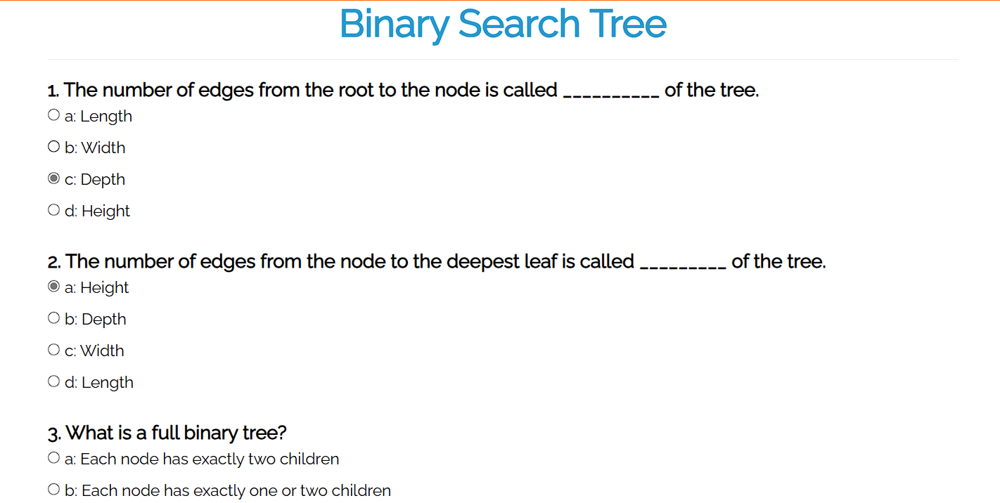 Binary Search Tree
1. The number of edges from the root to the node is called __________ of the tree.
a: Length
b: Width
c: Depth
d: Height
2. The number of edges from the node to the deepest leaf is called _________ of the tree.
a: Height
b: Depth
c: Width
d: Length
3. What is a full binary tree?
a: Each node has exactly two children
b: Each node has exactly one or two children